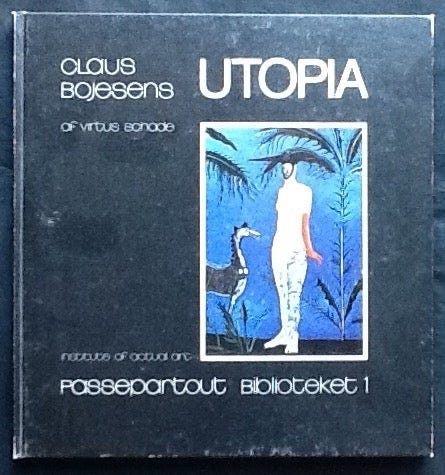 CLAUS
BOJESENS
UTOPIA
af virtus schade
institute of actual art
Passepartout Biblioteket 1